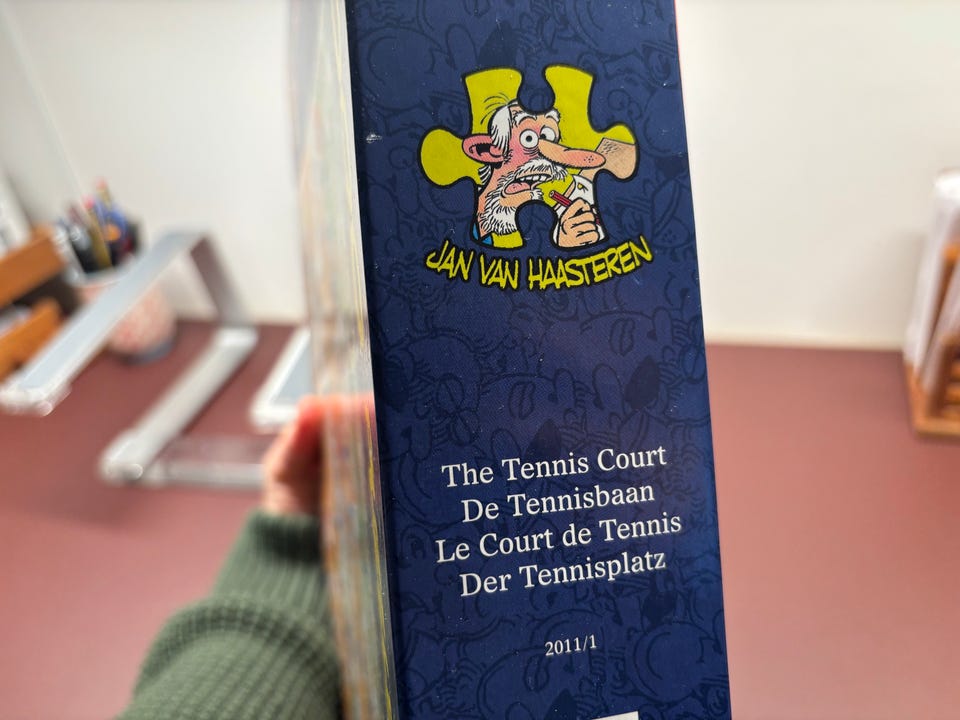 JAN VAN HAASTEREN
The Tennis Court
De Tennisbaan
Le Court de Tennis
Der Tennisplatz
2011/1